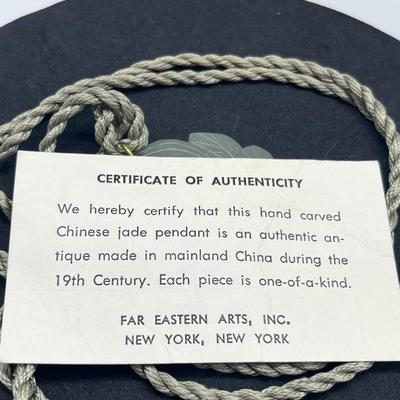 CERTIFICATE OF AUTHENTICITY
We hereby certify that this hand carved
Chinese jade pendant is an authentic an-
tique made in mainland China during the
19th Century. Each piece is one-of-a-kind.
FAR EASTERN ARTS, INC.
NEW YORK, NEW YORK